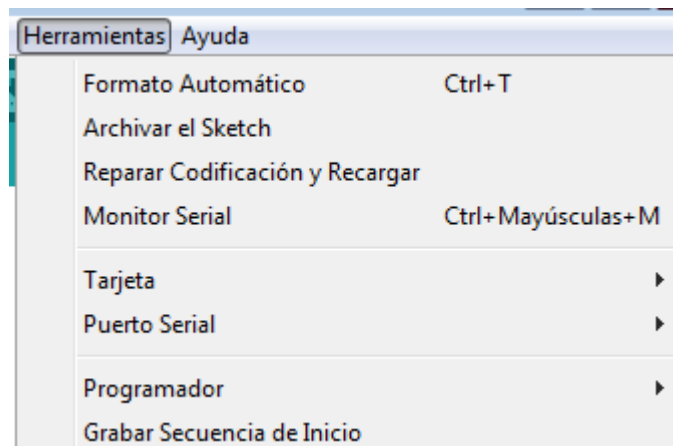 Herramientas Ayuda
Formato Automático Ctrl+T
Archivar el Sketch
Reparar Codificación y Recargar
Monitor Serial Ctrl+Mayúsculas+M
Tarjeta
Puerto Serial
Programador
Grabar Secuencia de Inicio